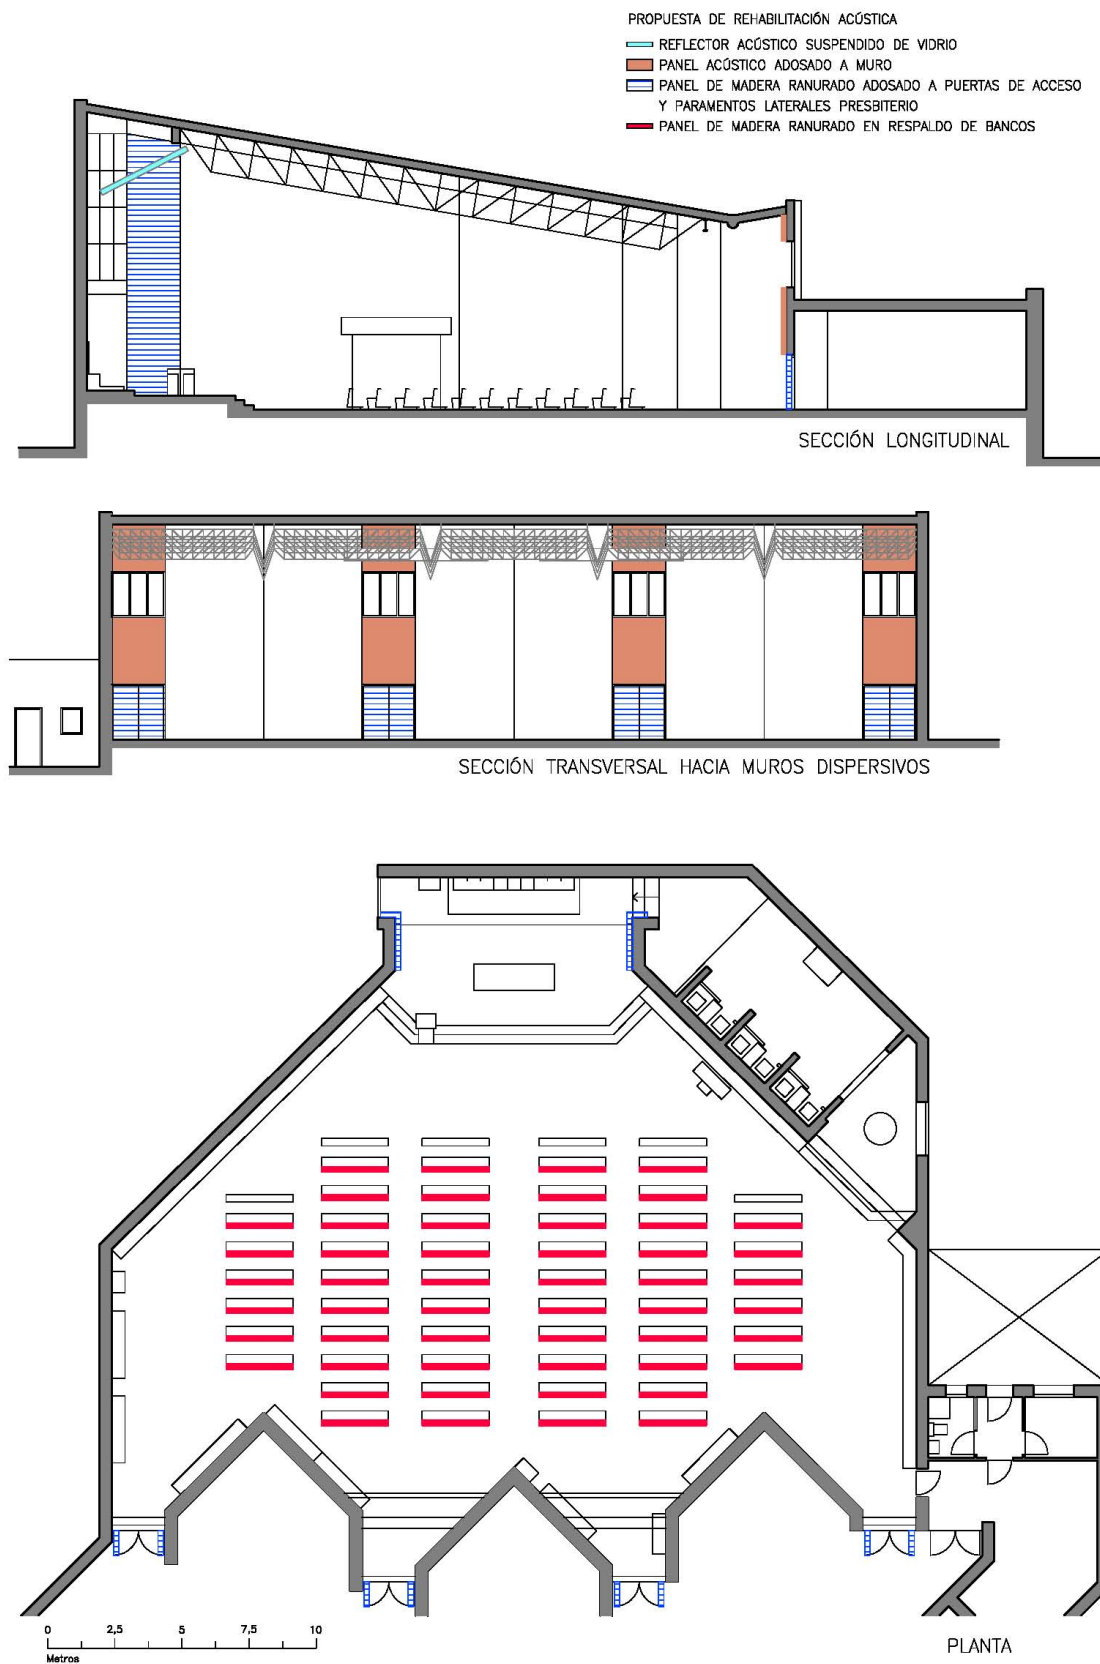 PROPUESTA DE REHABILITACIÓN ACÚSTICA
REFLECTOR ACÚSTICO SUSPENDIDO DE VIDRIO
PANEL ACÚSTICO ADOSADO A MURO
PANEL DE MADERA RANURADO ADOSADO A PUERTAS DE ACCESO
Y PARAMENTOS LATERALES PRESBITERIO
PANEL DE MADERA RANURADO EN RESPALDO DE BANCOS
SECCIÓN LONGITUDINAL
SECCIÓN TRANSVERSAL HACIA MUROS DISPERSIVOS
0 2,5 5 7,5 10
Metros
PLANTA